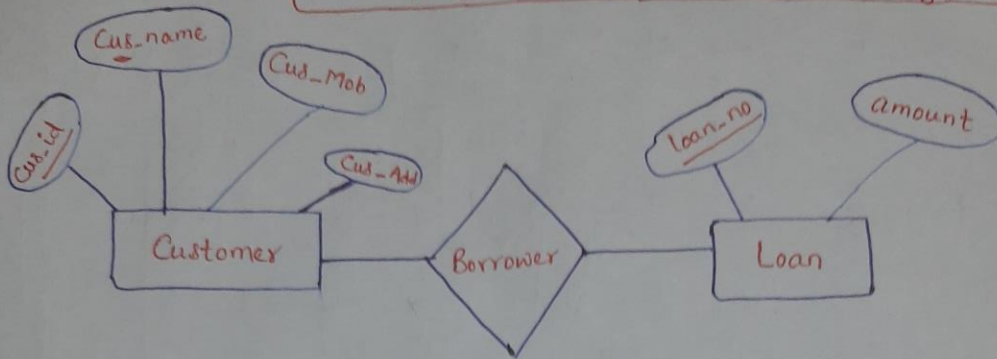 Cus_name
Cus_Mob
Cus_id
Cus_Add
loan_no
amount
Customer
Borrower
Loan